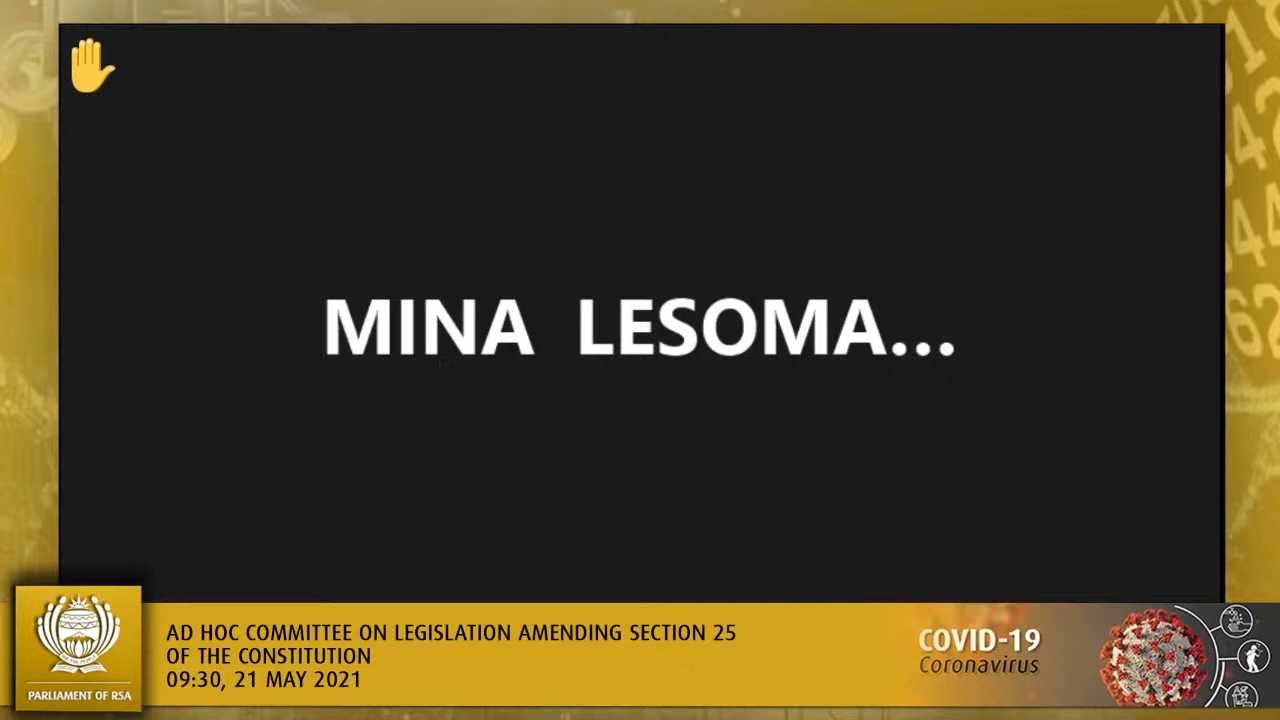 MINA LESOMA...
AD HOC COMMITTEE ON LEGISLATION AMENDING SECTION 25
OF THE CONSTITUTION
09:30, 21 MAY 2021
PARLIAMENT OF RSA
COVID-19
Coronavirus